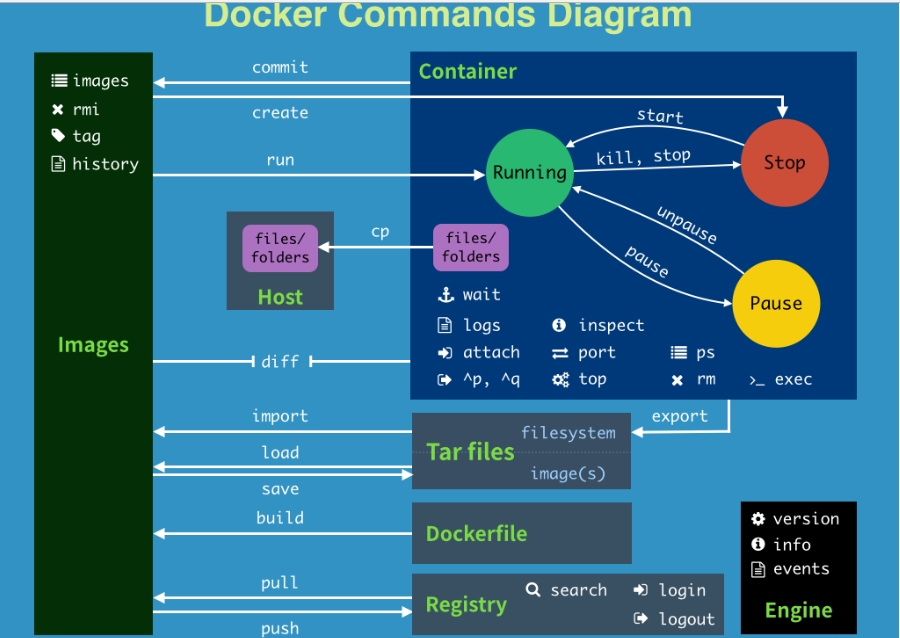 Docker Commands Diagram
images
rmi
tag
history
Images
commit
create
run
Container
start
Running
kill, stop
Stop
unpause
pause
Pause
files/
folders
Host
cp
files/
folders
wait
logs
inspect
attach
port
ps
^p, ^q
top
rm
>_ exec
diff
import
export
Tar files
filesystem
image(s)
load
save
build
Dockerfile
pull
push
Registry
search
login
logout
version
info
events
Engine